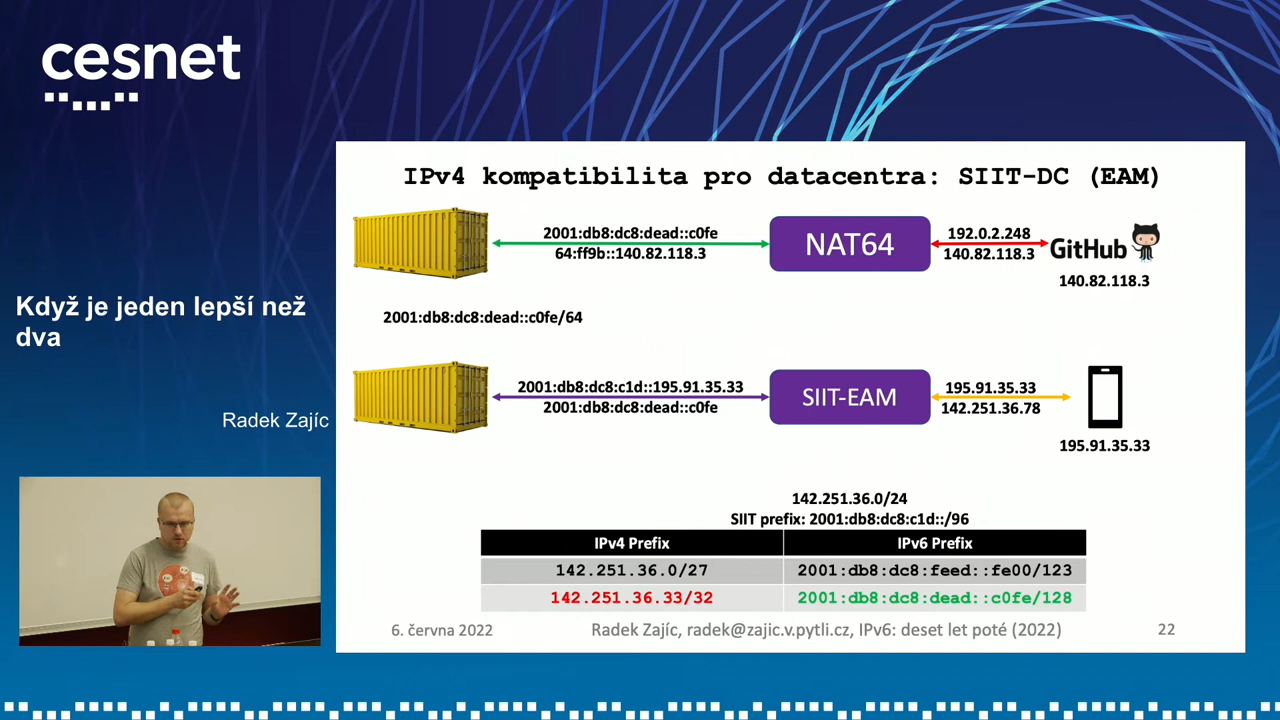 cesnet
Když je jeden lepší než
dva
Radek Zajíc
IPv4 kompatibilita pro datacentra: SIIT-DC (EAM)
2001:db8:dc8:dead::c0fe
64:ff9b::140.82.118.3
NAT64
192.0.2.248
140.82.118.3
GitHub
140.82.118.3
2001:db8:dc8:dead::c0fe/64
2001:db8:dc8:c1d::195.91.35.33
2001:db8:dc8:dead::c0fe
SIIT-EAM
195.91.35.33
142.251.36.78
195.91.35.33
142.251.36.0/24
SIIT prefix: 2001:db8:dc8:c1d::/96
IPv4 Prefix IPv6 Prefix
142.251.36.0/27 2001:db8:dc8:feed::fe00/123
142.251.36.33/32 2001:db8:dc8:dead::c0fe/128
6. června 2022 Radek Zajíc, radek@zajic.v.pytli.cz, IPv6: deset let poté (2022) 22